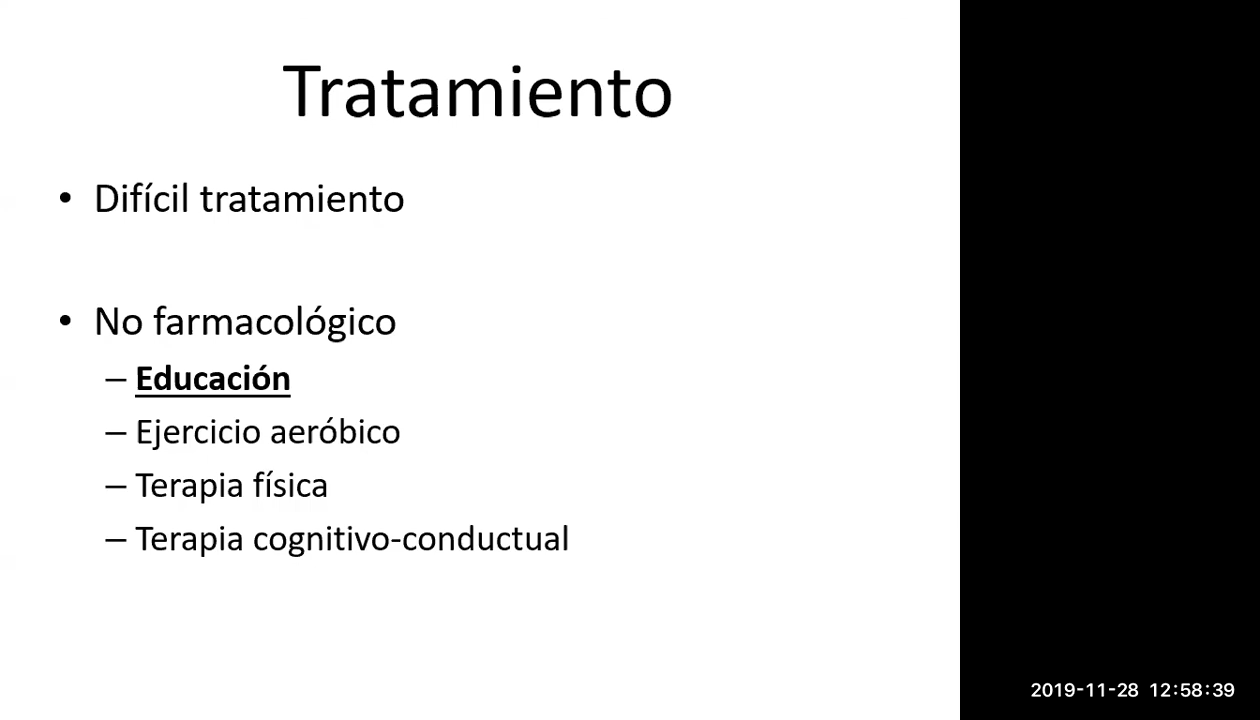 Tratamiento
• Difícil tratamiento
• No farmacológico
– Educación
– Ejercicio aeróbico
– Terapia física
– Terapia cognitivo-conductual
2019-11-28 12:58:39